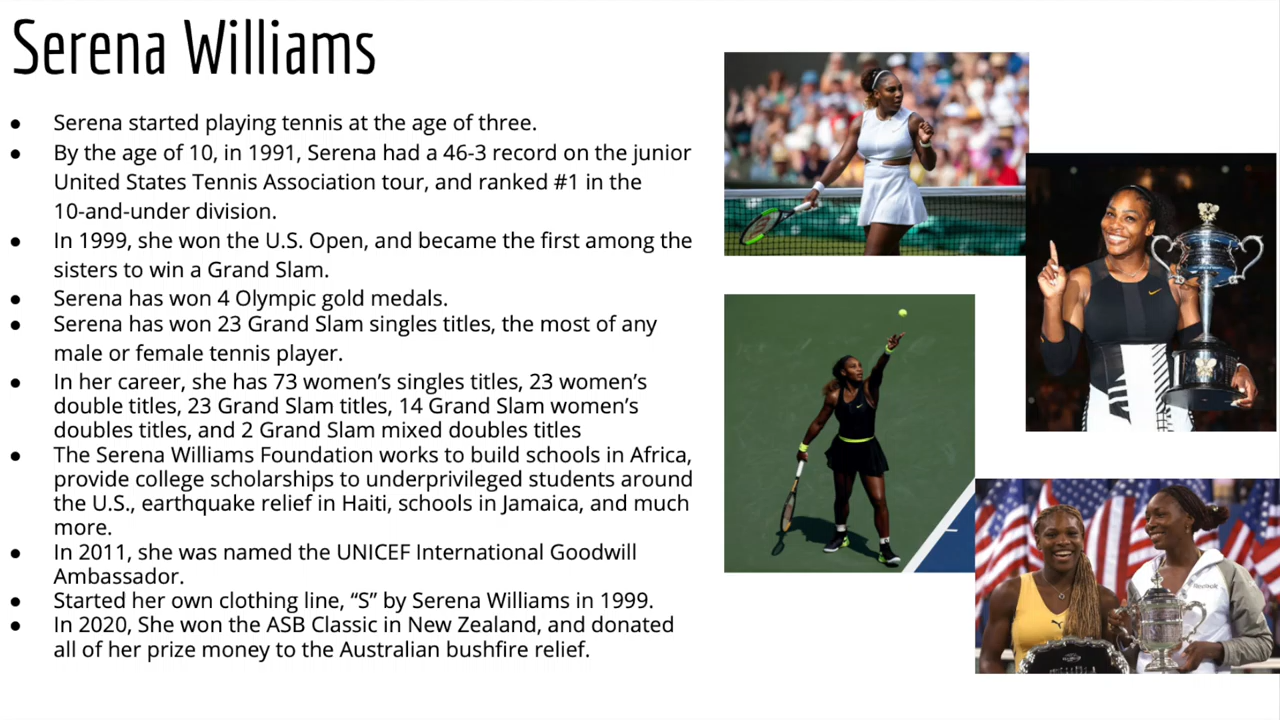 Serena Williams
● Serena started playing tennis at the age of three.
● By the age of 10, in 1991, Serena had a 46-3 record on the junior
United States Tennis Association tour, and ranked #1 in the
10-and-under division.
● In 1999, she won the U.S. Open, and became the first among the
sisters to win a Grand Slam.
● Serena has won 4 Olympic gold medals.
● Serena has won 23 Grand Slam singles titles, the most of any
male or female tennis player.
● In her career, she has 73 women’s singles titles, 23 women’s
double titles, 23 Grand Slam titles, 14 Grand Slam women’s
doubles titles, and 2 Grand Slam mixed doubles titles
● The Serena Williams Foundation works to build schools in Africa,
provide college scholarships to underprivileged students around
the U.S., earthquake relief in Haiti, schools in Jamaica, and much
more.
● In 2011, she was named the UNICEF International Goodwill
Ambassador.
● Started her own clothing line, “S” by Serena Williams in 1999.
● In 2020, She won the ASB Classic in New Zealand, and donated
all of her prize money to the Australian bushfire relief.
Reebok